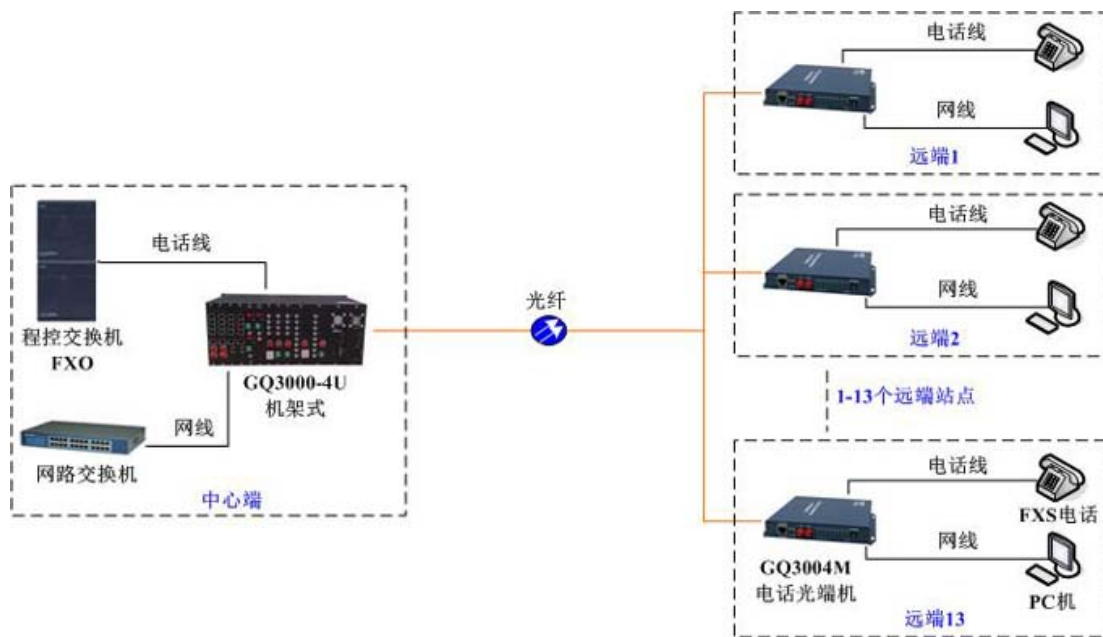 电话线
网线
远端1
电话线
网线
远端2
1-13个远端站点
电话线
FXS电话
网线
GQ3004M
电话光端机
PC机
远端13
光纤
电话线
程控交换机
FXO
GQ3000-4U
机架式
网线
网路交换机
中心端